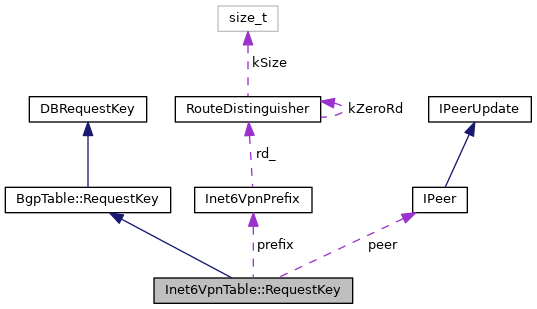 size_t
kSize
DBRequestKey
RouteDistinguisher
kZeroRd
IPeerUpdate
rd_
BgpTable::RequestKey
Inet6VpnPrefix
IPeer
prefix
peer
Inet6VpnTable::RequestKey